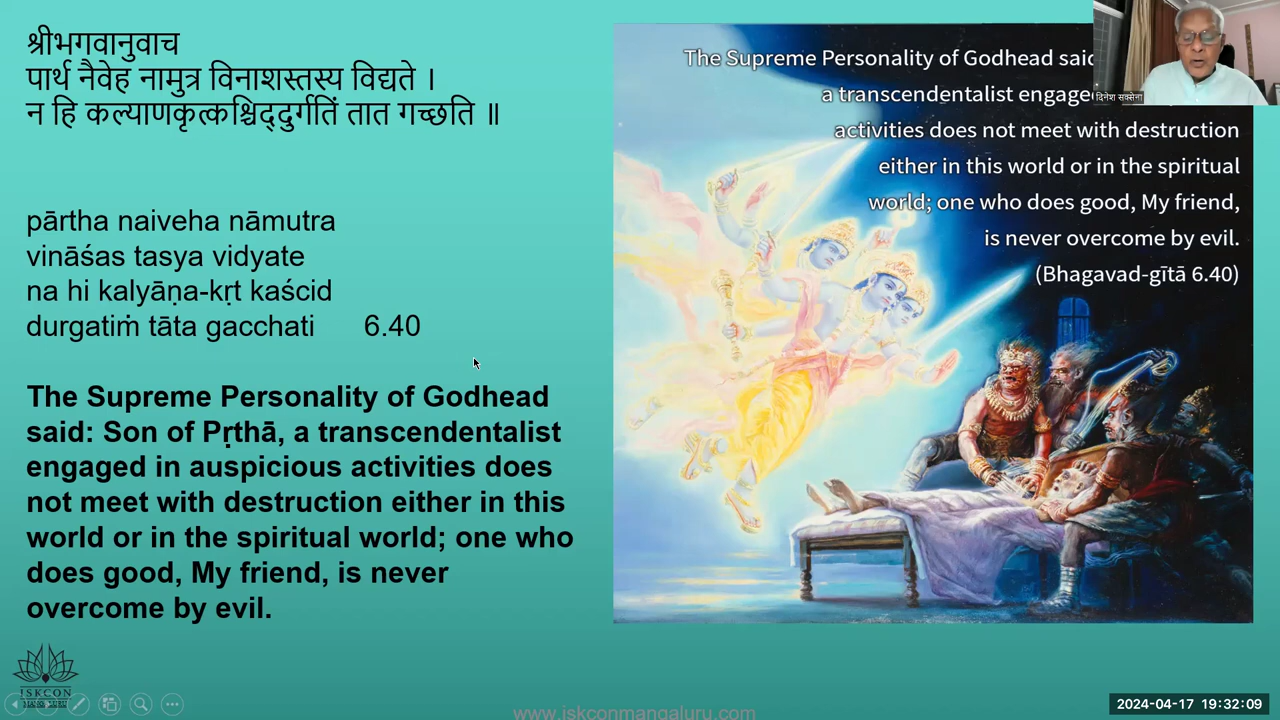 श्रीभगवानुवाच
पार्थ नैवेह नामुत्र विनाशस्तस्य विद्यते ।
न हि कल्याणकृत्कश्चिद्‍दुर्गतिं तात गच्छति ॥
pārtha naiveha nāmutra
vināśas tasya vidyate
na hi kalyāṇa-kṛt kaścid
durgatiṁ tāta gacchati 6.40
The Supreme Personality of Godhead
said: Son of Pṛthā, a transcendentalist
engaged in auspicious activities does
not meet with destruction either in this
world or in the spiritual world; one who
does good, My friend, is never
overcome by evil.
The Supreme Personality of Godhead
a transcendentalist
activities does not meet with destruction
either in this world or in the spiritual
world; one who does good, My friend,
is never overcome by evil.
(Bhagavad-gītā 6.40)
दिनेश सक्सेना
ISKCON
www.iskconmangaluru.com
2024-04-17 19:32:09